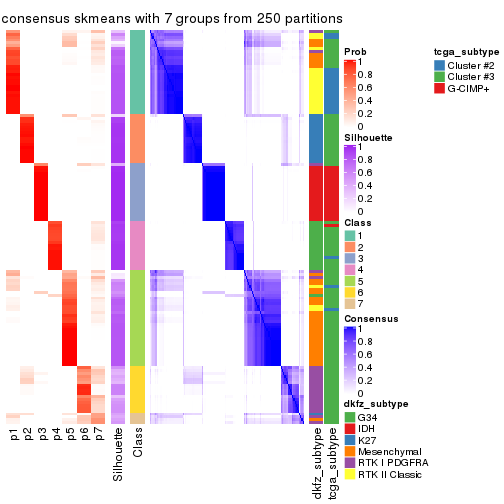 consensus skmeans with 7 groups from 250 partitions
Prob
1
0.8
0.6
0.4
0.2
0
Silhouette
1
0.8
0.6
0.4
0.2
0
Class
1
2
3
4
5
6
7
Consensus
1
0.8
0.6
0.4
0.2
0
dkfz_subtype
G34
IDH
K27
Mesenchymal
RTK I PDGFRA
RTK II Classic
tcga_subtype
Cluster #2
Cluster #3
G-CIMP+
p1
p2
p3
p4
p5
p6
p7
Silhouette
Class
dkfz_subtype
tcga_subtype